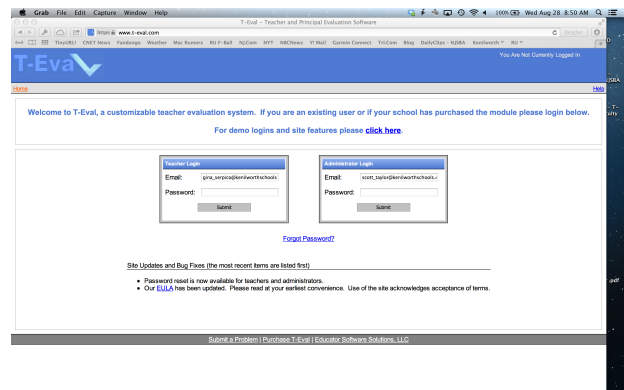 Grab File Edit Capture Window Help 100% Wed Aug 28 8:50 AM
T-Eval - Teacher and Principal Evaluation Software
https www.t-eval.com Reader
TinyURL! CNET News Fandango Weather Mac Rumors RU F-Ball NJ.Com NYT NBCNews Y! Mail Garmin Connect Tri.Com Blog DailyClips - NJSBA Kenilworth RU
You Are Not Currently Logged In
T-Eval
Home Help
Welcome to T-Eval, a customizable teacher evaluation system. If you are an existing user or if your school has purchased the module please login below.
For demo logins and site features please click here.
Teacher Login
Email: gina_serpico@kenilworthschools
Password:
Submit
Administrator Login
Email: scott_taylor@kenilworthschools.
Password:
Submit
Forgot Password?
Site Updates and Bug Fixes (the most recent items are listed first)
• Password reset is now available for teachers and administrators.
• Our EULA has been updated. Please read at your earliest convenience. Use of the site acknowledges acceptance of terms.
Submit a Problem | Purchase T-Eval | Educator Software Solutions, LLC
.pdf